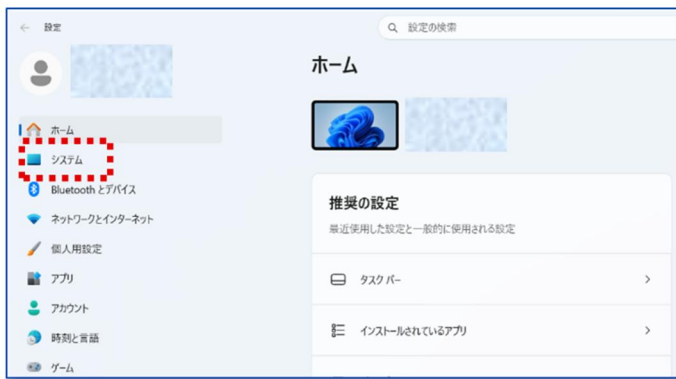 ← 設定
設定の検索
ホーム
システム
Bluetooth とデバイス
ネットワークとインターネット
個人用設定
アプリ
アカウント
時刻と言語
ゲーム
ホーム
推奨の設定
最近使用した設定と一般的に使用される設定
タスク バー
インストールされているアプリ